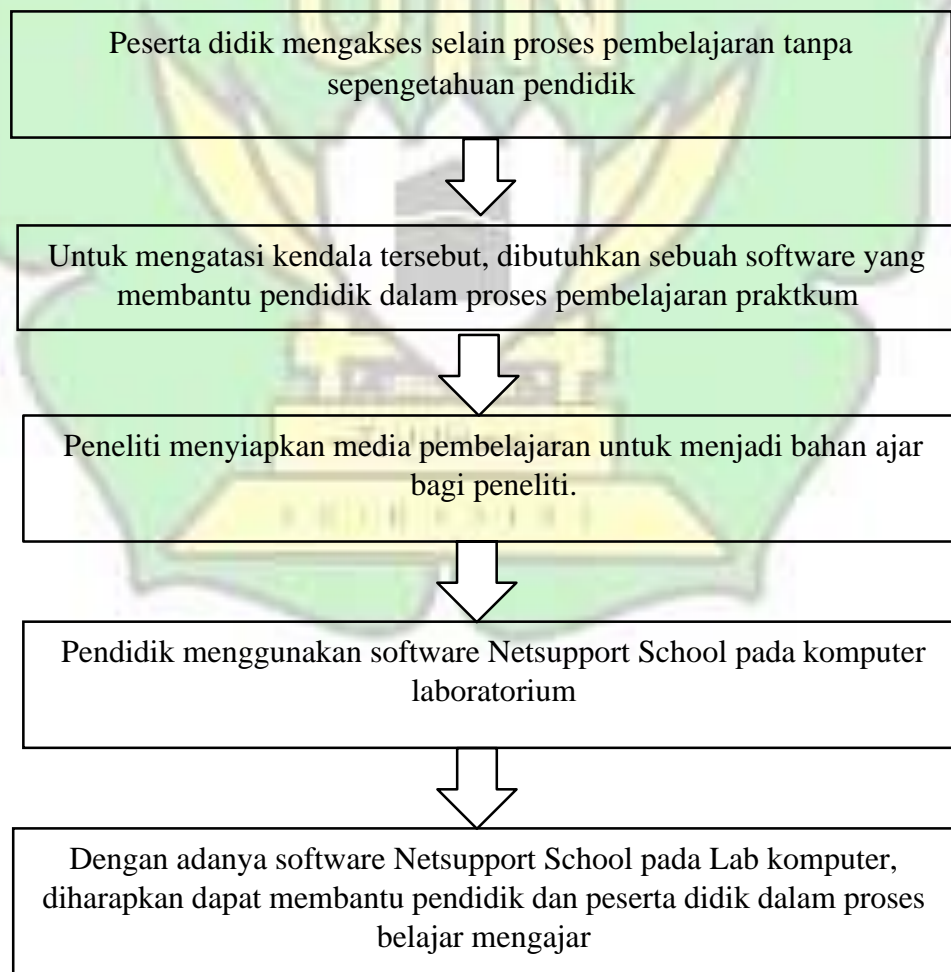 UIN
Peserta didik mengakses selain proses pembelajaran tanpa
sepengetahuan pendidik
Untuk mengatasi kendala tersebut, dibutuhkan sebuah software yang
membantu pendidik dalam proses pembelajaran praktkum
Peneliti menyiapkan media pembelajaran untuk menjadi bahan ajar
bagi peneliti.
Pendidik menggunakan software Netsupport School pada komputer
laboratorium
Dengan adanya software Netsupport School pada Lab komputer,
diharapkan dapat membantu pendidik dan peserta didik dalam proses
belajar mengajar